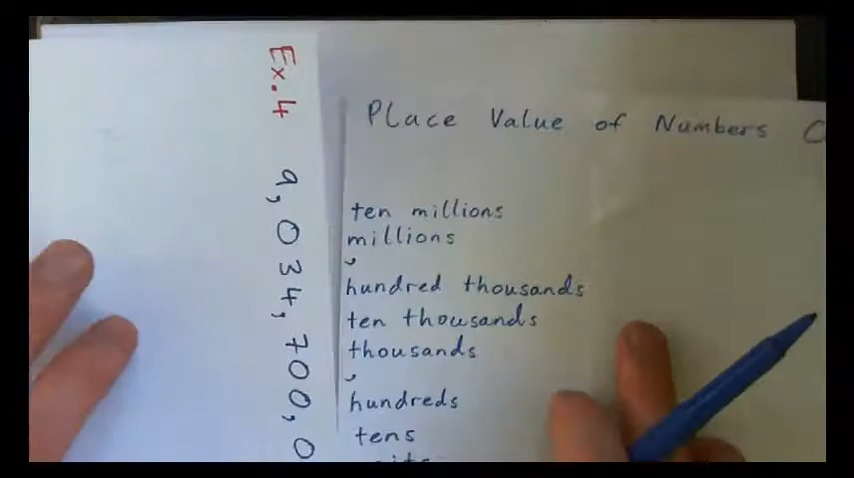 Ex.4 9,034,700,0
Place Value of Numbers
ten millions
millions
,
hundred thousands
ten thousands
thousands
,
hundreds
tens